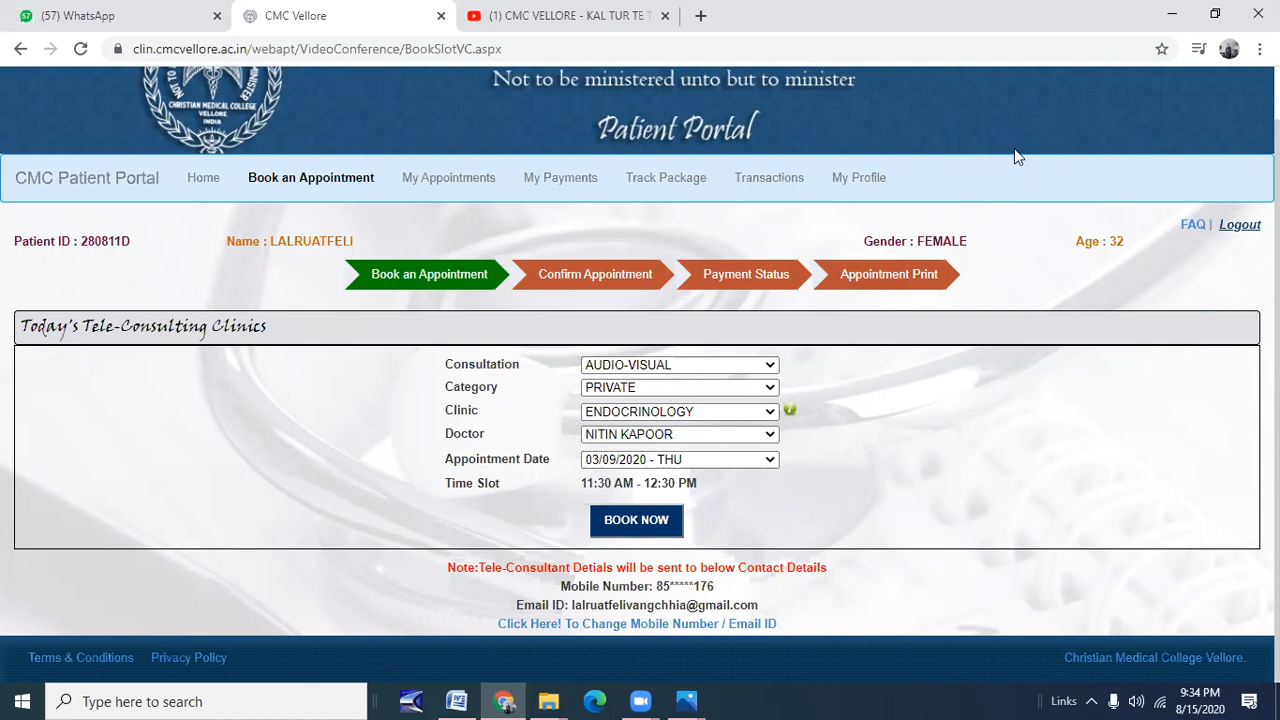 (57) WhatsApp
CMC Vellore
(1) CMC VELLORE - KAL TUR TE T
clin.cmcvellore.ac.in/webapt/VideoConference/BookSlotVC.aspx
Not to be ministered unto but to minister
CHRISTIAN MEDICAL COLLEGE
VELLORE
INDIA
Patient Portal
CMC Patient Portal Home Book an Appointment My Appointments My Payments Track Package Transactions My Profile
FAQ | Logout
Patient ID : 280811D Name : LALRUATFELI Gender : FEMALE Age : 32
Book an Appointment Confirm Appointment Payment Status Appointment Print
Today's Tele-Consulting Clinics
Consultation AUDIO-VISUAL
Category PRIVATE
Clinic ENDOCRINOLOGY
Doctor NITIN KAPOOR
Appointment Date 03/09/2020 - THU
Time Slot 11:30 AM - 12:30 PM
BOOK NOW
Note:Tele-Consultant Detials will be sent to below Contact Details
Mobile Number: 85*****176
Email ID: lalruatfelivangchhia@gmail.com
Click Here! To Change Mobile Number / Email ID
Terms & Conditions Privacy Policy Christian Medical College Vellore.
Type here to search
Links
9:34 PM
8/15/2020